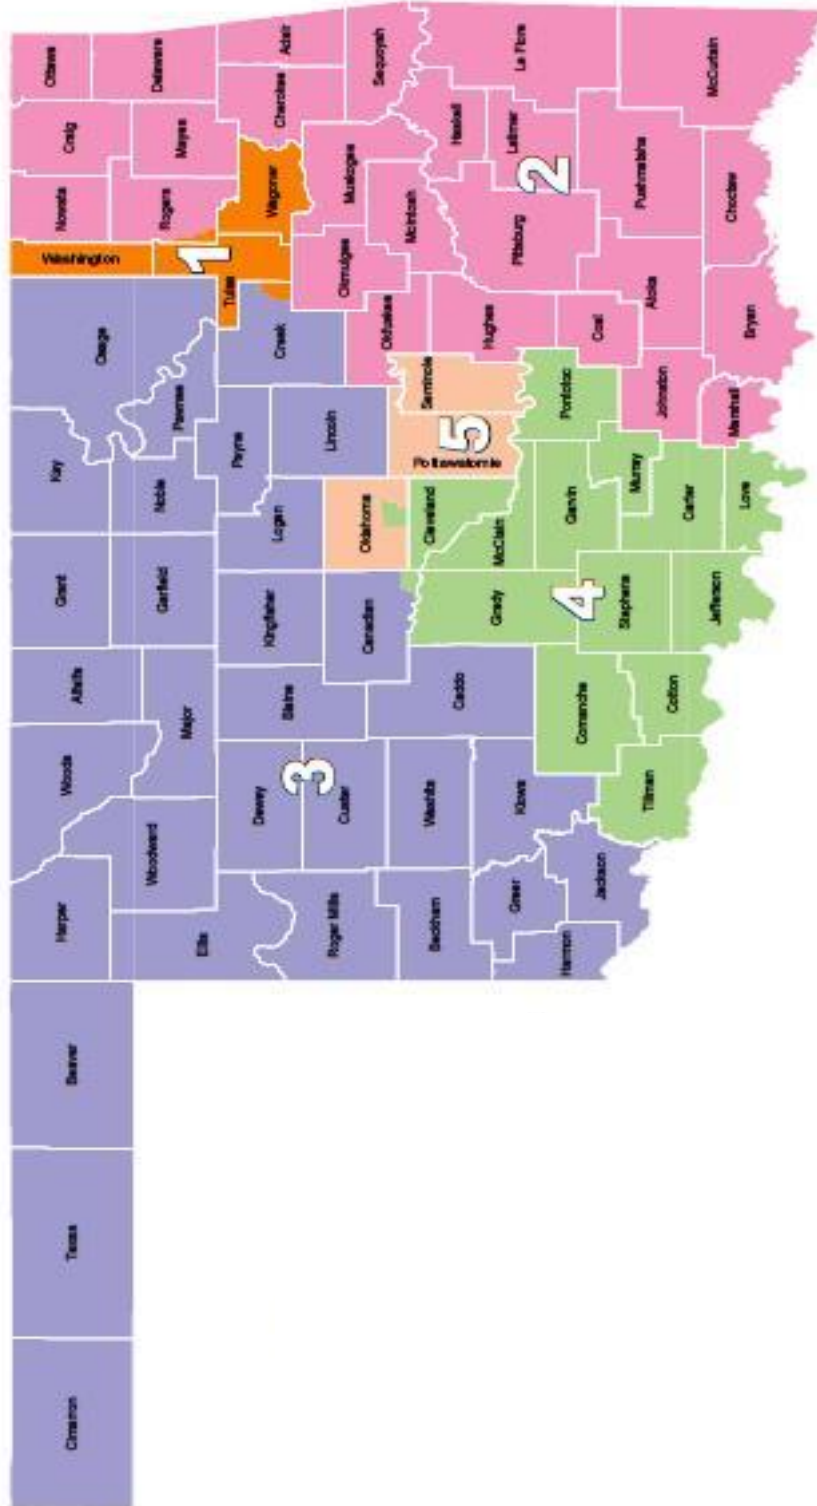 Cimarron
Texas
Beaver
Harper
Woods
Alfalfa
Grant
Kay
Osage
Washington
Nowata
Craig
Ottawa
Ellis
Woodward
Major
Garfield
Noble
Pawnee
Rogers
Mayes
Delaware
1
Tulsa
Wagoner
Cherokee
Adair
Dewey
Blaine
Kingfisher
Logan
Payne
Creek
3
Roger Mills
Custer
Canadian
Oklahoma
Lincoln
Okfuskee
Okmulgee
Muskogee
Sequoyah
McIntosh
Beckham
Washita
Caddo
Grady
Cleveland
McClain
Pottawatomie
5
Seminole
Hughes
Haskell
Greer
Kiowa
Pittsburg
2
Latimer
Le Flore
Harmon
Jackson
Comanche
4
Stephens
Garvin
Pontotoc
Coal
Tillman
Cotton
Murray
Johnston
Atoka
Pushmataha
McCurtain
Jefferson
Carter
Love
Marshall
Bryan
Choctaw